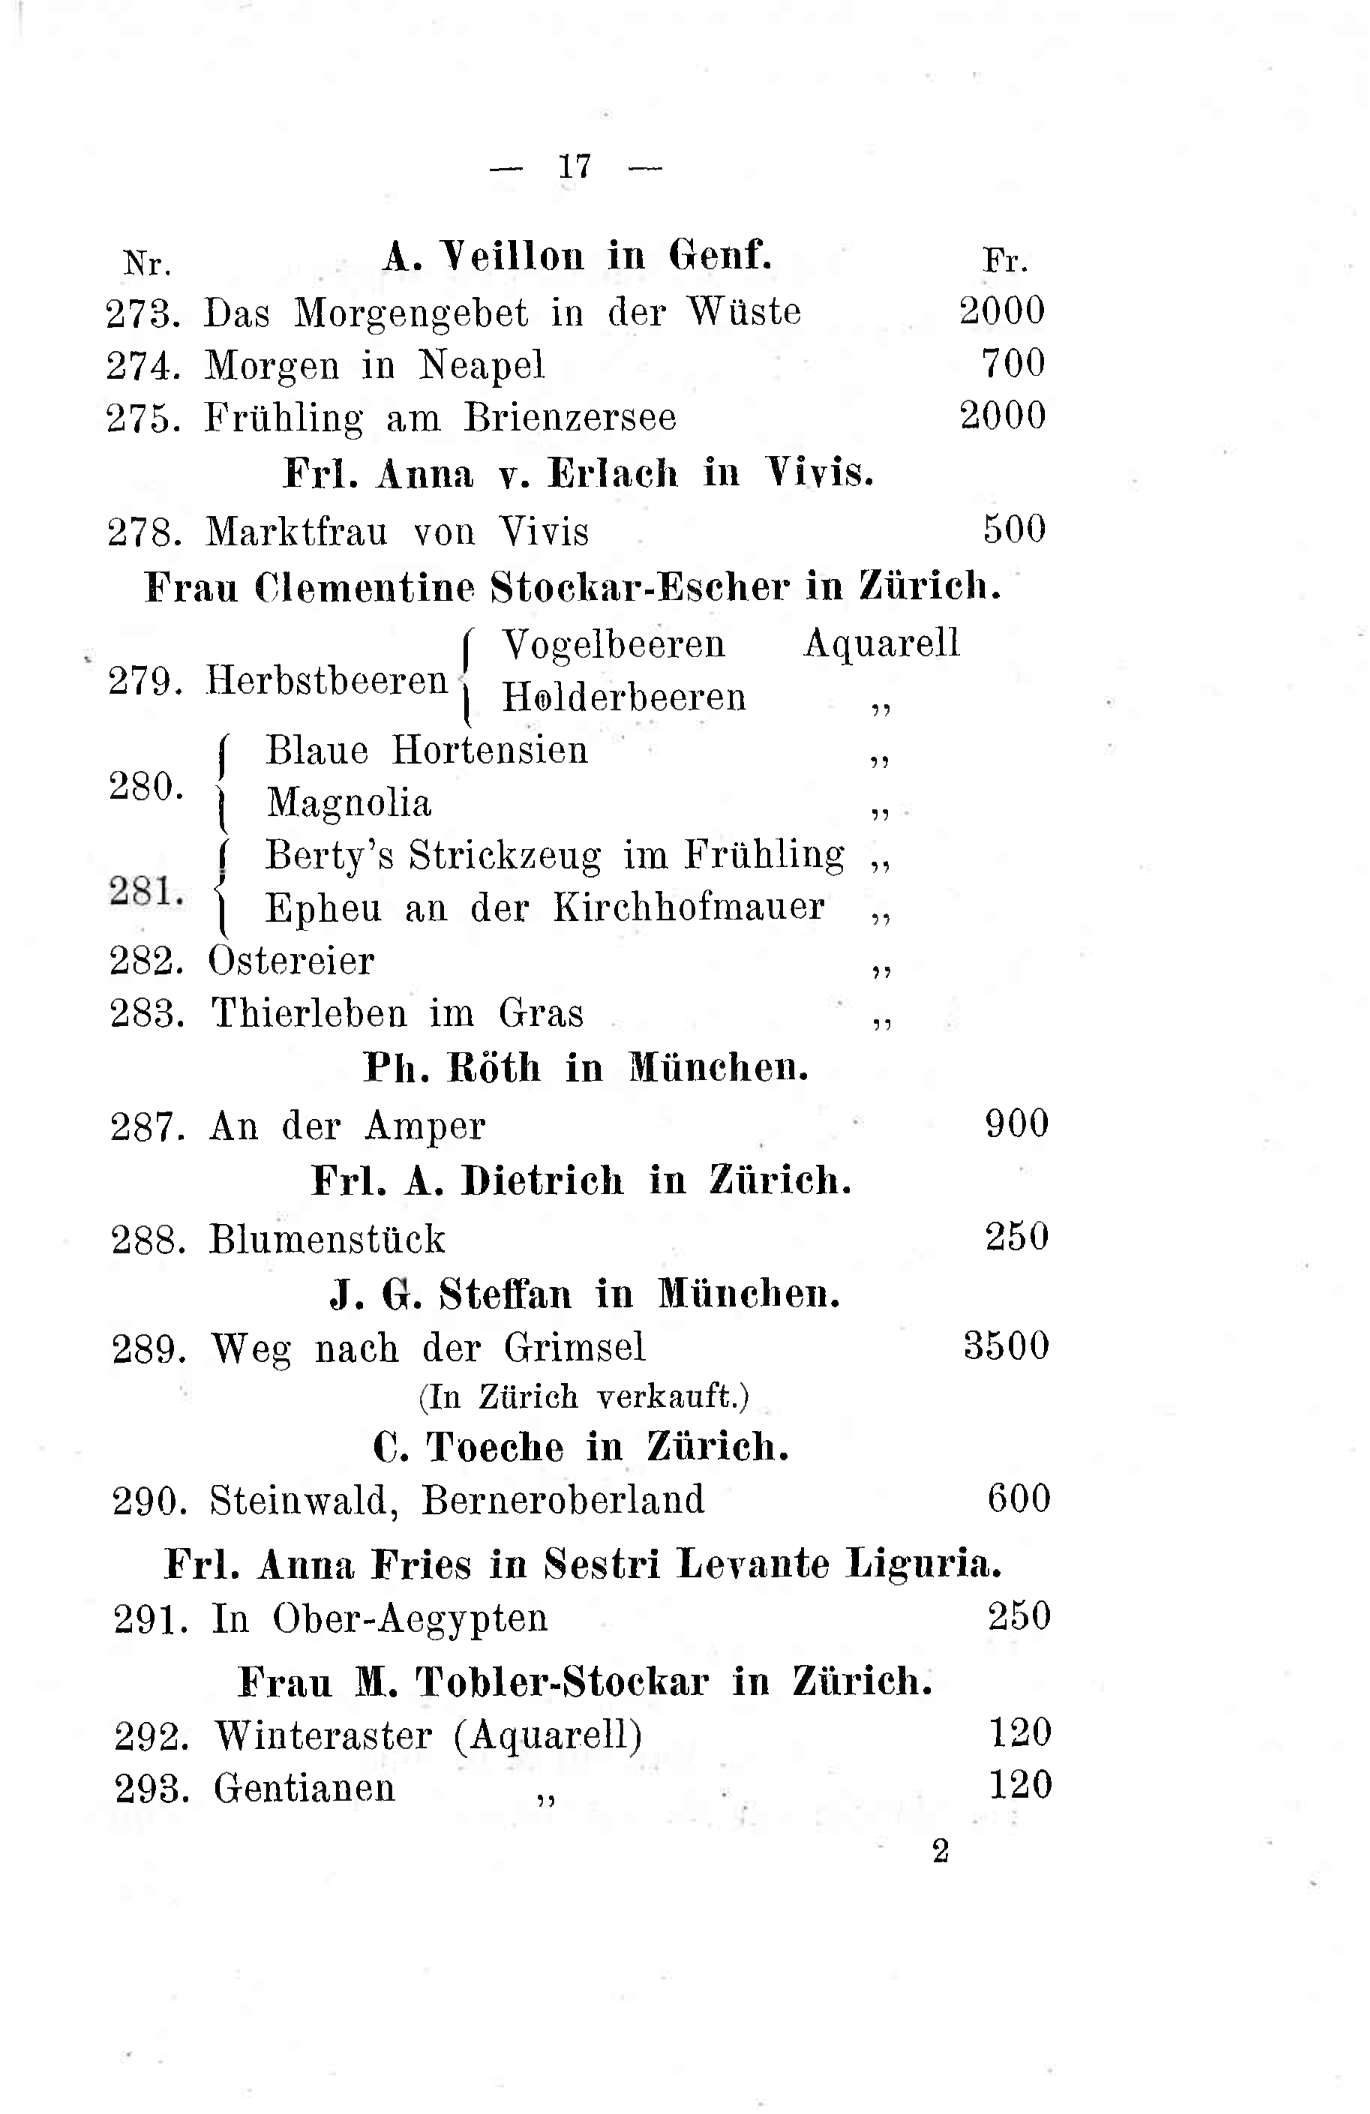 — 17 —
Nr. A. Veillon in Genf. Fr.
273. Das Morgengebet in der Wüste 2000
274. Morgen in Neapel 700
275. Frühling am Brienzersee 2000
Frl. Anna v. Erlach in Vivis.
278. Marktfrau von Vivis 500
Frau Clementine Stockar-Escher in Zürich.
279. Herbstbeeren { Vogelbeeren Aquarell
Holderbeeren „
280. { Blaue Hortensien „
Magnolia „
281. { Berty's Strickzeug im Frühling „
Epheu an der Kirchhofmauer „
282. Ostereier „
283. Thierleben im Gras „
Ph. Röth in München.
287. An der Amper 900
Frl. A. Dietrich in Zürich.
288. Blumenstück 250
J. G. Steffan in München.
289. Weg nach der Grimsel 3500
(In Zürich verkauft.)
C. Toeche in Zürich.
290. Steinwald, Berneroberland 600
Frl. Anna Fries in Sestri Levante Liguria.
291. In Ober-Aegypten 250
Frau M. Tobler-Stockar in Zürich.
292. Winteraster (Aquarell) 120
293. Gentianen „ 120
2